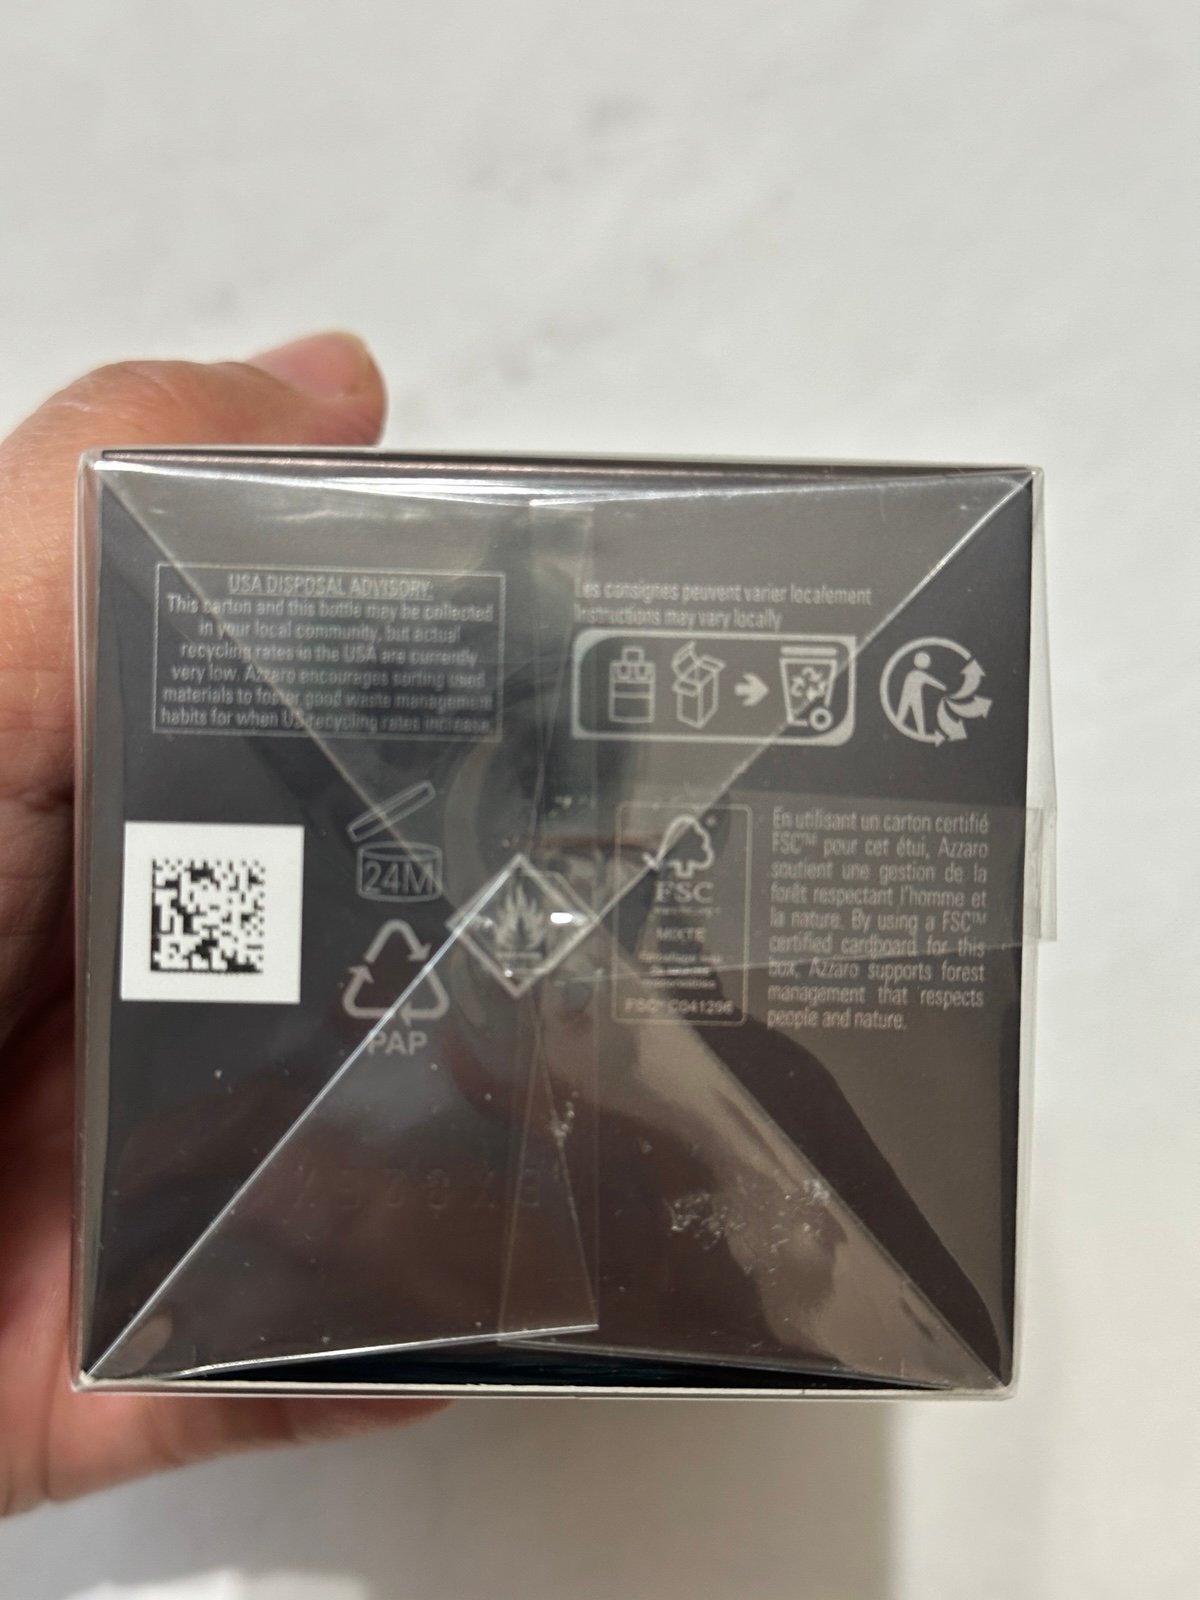 USA DISPOSAL ADVISORY:
This carton and this bottle may be collected
in your local community, but actual
recycling rates in the USA are currently
very low. Azzaro encourages sorting used
materials to foster good waste management
habits for when US recycling rates increase.
Les consignes peuvent varier localement
Instructions may vary locally
24M
PAP
FSC
MIXTE
FSC® C041296
En utilisant un carton certifié
FSC™ pour cet étui, Azzaro
soutient une gestion de la
forêt respectant l'homme et
la nature. By using a FSC™
certified cardboard for this
box, Azzaro supports forest
management that respects
people and nature.